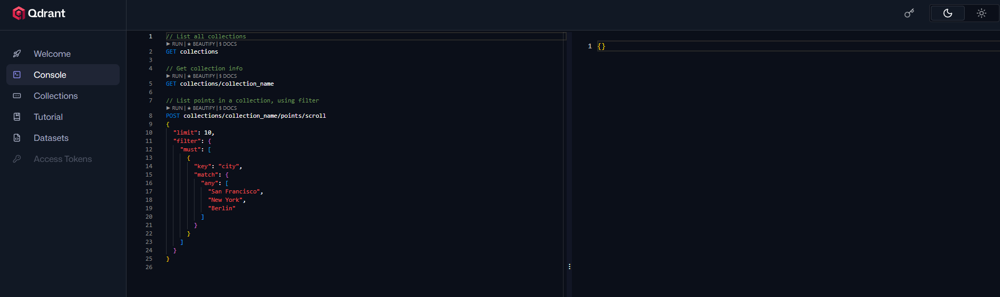 Qdrant
Welcome
Console
Collections
Tutorial
Datasets
Access Tokens
1 // List all collections
▶ RUN | ★ BEAUTIFY | § DOCS
2 GET collections
3
4 // Get collection info
▶ RUN | ★ BEAUTIFY | § DOCS
5 GET collections/collection_name
6
7 // List points in a collection, using filter
▶ RUN | ★ BEAUTIFY | § DOCS
8 POST collections/collection_name/points/scroll
9 {
10 "limit": 10,
11 "filter": {
12 "must": [
13 {
14 "key": "city",
15 "match": {
16 "any": [
17 "San Francisco",
18 "New York",
19 "Berlin"
20 ]
21 }
22 }
23 ]
24 }
25 }
26
1 {}